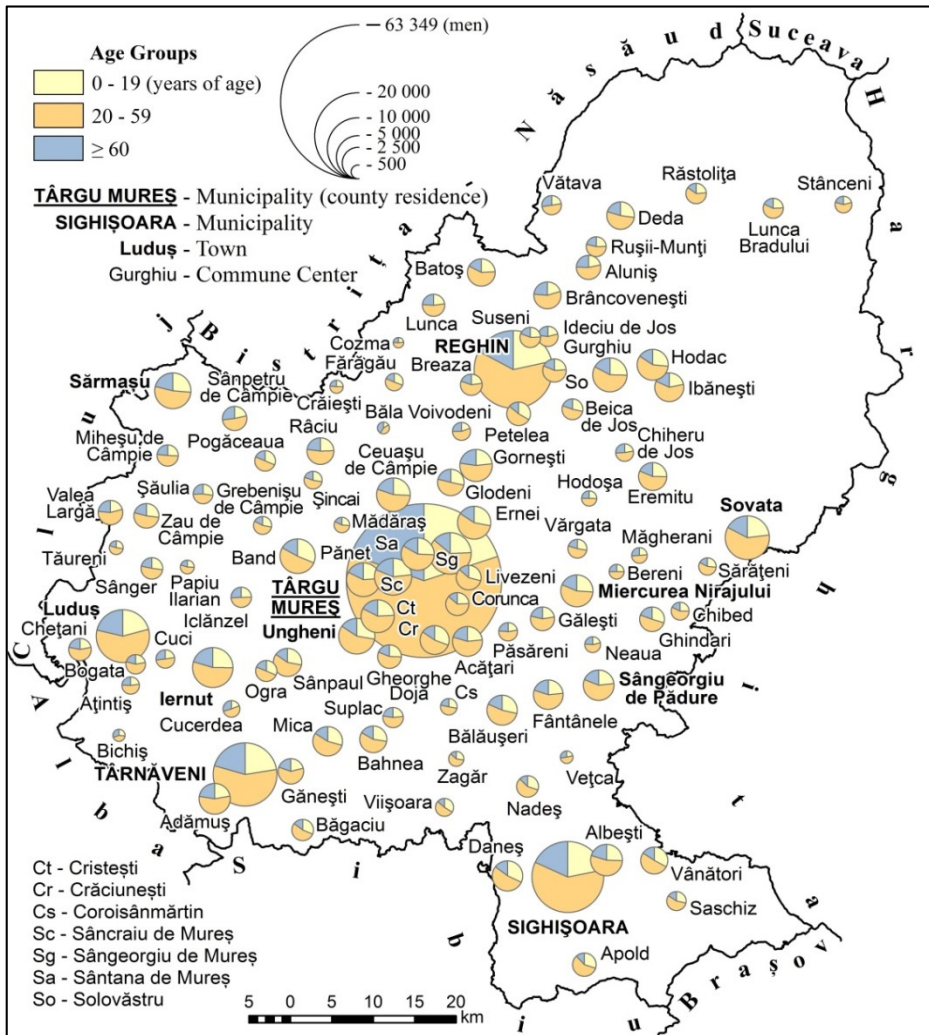 Age Groups
0 - 19 (years of age)
20 - 59
≥ 60
63 349 (men)
20 000
10 000
5 000
2 500
500
TÂRGU MUREȘ - Municipality (county residence)
SIGHIȘOARA - Municipality
Luduș - Town
Gurghiu - Commune Center
Bistrița-Năsăud
Suceava
Harghita
Brașov
Sibiu
Alba
Cluj
Vătava
Răstolița
Stânceni
Deda
Lunca
Bradului
Rușii-Munți
Aluniș
Batoș
Brâncovenești
Lunca
Suseni
Ideciu de Jos
Cozma
REGHIN
Gurghiu
Hodac
Fărăgău
Breaza
So
Ibănești
Sărmașu
Sânpetru
de Câmpie
Crăiești
Băla
Voivodeni
Petelea
Beica
de Jos
Miheșu de
Câmpie
Pogăceaua
Râciu
Ceuașu
de Câmpie
Gornești
Chiheru
de Jos
Șăulia
Grebenișu
de Câmpie
Șincai
Glodeni
Hodoșa
Eremitu
Valea
Largă
Zau de
Câmpie
Mădăraș
Ernei
Sovata
Tăureni
Sânger
Papiu
Ilarian
Band
Pănet
Sa
Sg
Vărgata
Măgherani
Sărățeni
Iclănzel
TÂRGU
MUREȘ
Sc
Livezeni
Corunca
Bereni
Miercurea Nirajului
Luduș
Chețani
Cuci
Ungheni
Ct
Cr
Găleşti
Chibed
Ghindari
Bogata
Ațintiș
Iernut
Ogra
Sânpaul
Gheorghe
Doja
Acățari
Păsăreni
Neaua
Sângeorgiu
de Pădure
Cucerdea
Suplac
Cs
Bichiș
Mica
Bahnea
Bălăușeri
Fântânele
TÂRNĂVENI
Gănești
Zagăr
Vețca
Adămuș
Băgaciu
Viișoara
Nadeș
Daneș
Albești
Vânători
SIGHIȘOARA
Saschiz
Apold
Ct - Cristești
Cr - Crăciunești
Cs - Coroisânmărtin
Sc - Sâncraiu de Mureș
Sg - Sângeorgiu de Mureș
Sa - Sântana de Mureș
So - Solovăstru
5 0 5 10 15 20
km